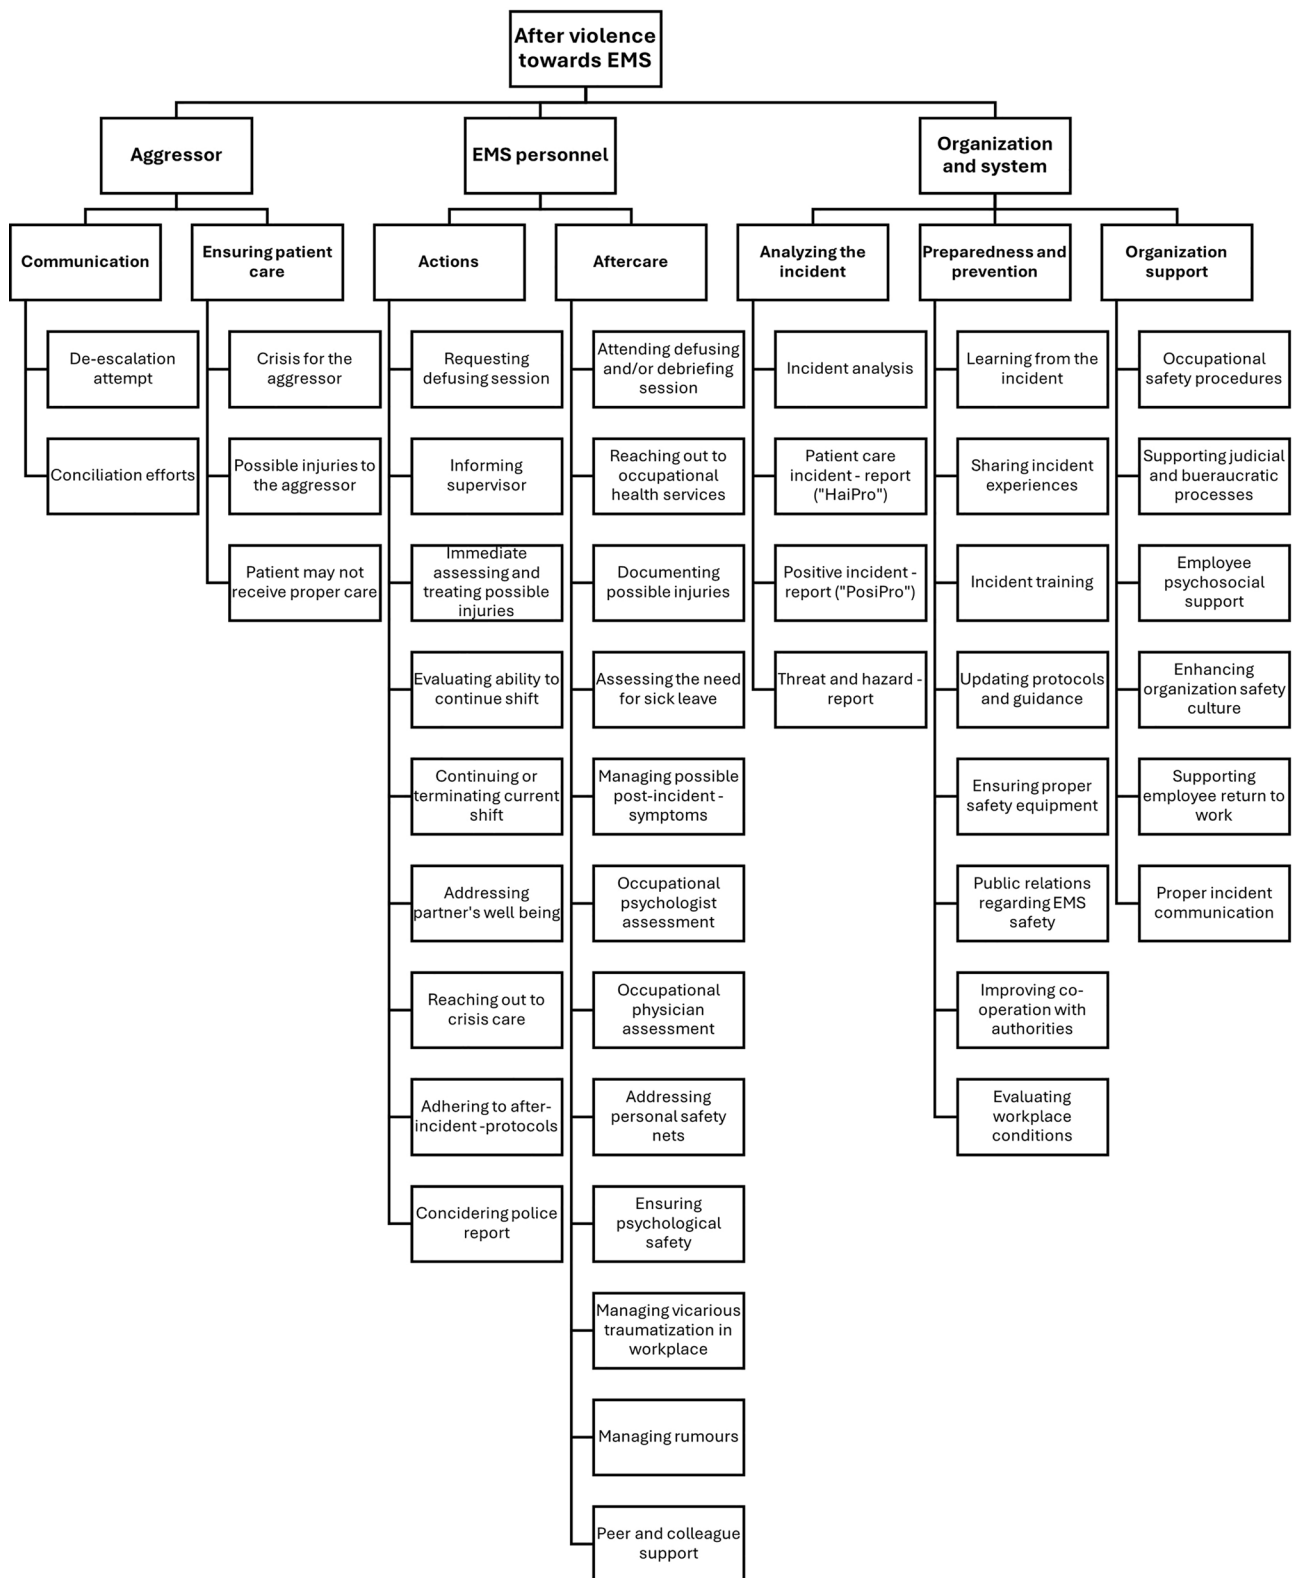 After violence
towards EMS
Aggressor
EMS personnel
Organization
and system
Communication
Ensuring patient
care
Actions
Aftercare
Analyzing the
incident
Preparedness and
prevention
Organization
support
De-escalation
attempt
Conciliation efforts
Crisis for the
aggressor
Possible injuries to
the aggressor
Patient may not
receive proper care
Requesting
defusing session
Informing
supervisor
Immediate
assessing and
treating possible
injuries
Evaluating ability to
continue shift
Continuing or
terminating current
shift
Addressing
partner's well being
Reaching out to
crisis care
Adhering to after-
incident -protocols
Concidering police
report
Attending defusing
and/or debriefing
session
Reaching out to
occupational
health services
Documenting
possible injuries
Assessing the need
for sick leave
Managing possible
post-incident -
symptoms
Occupational
psychologist
assessment
Occupational
physician
assessment
Addressing
personal safety
nets
Ensuring
psychological
safety
Managing vicarious
traumatization in
workplace
Managing rumours
Peer and colleague
support
Incident analysis
Patient care
incident - report
("HaiPro")
Positive incident -
report ("PosiPro")
Threat and hazard -
report
Learning from the
incident
Sharing incident
experiences
Incident training
Updating protocols
and guidance
Ensuring proper
safety equipment
Public relations
regarding EMS
safety
Improving co-
operation with
authorities
Evaluating
workplace
conditions
Occupational
safety procedures
Supporting judicial
and bueraucratic
processes
Employee
psychosocial
support
Enhancing
organization safety
culture
Supporting
employee return to
work
Proper incident
communication